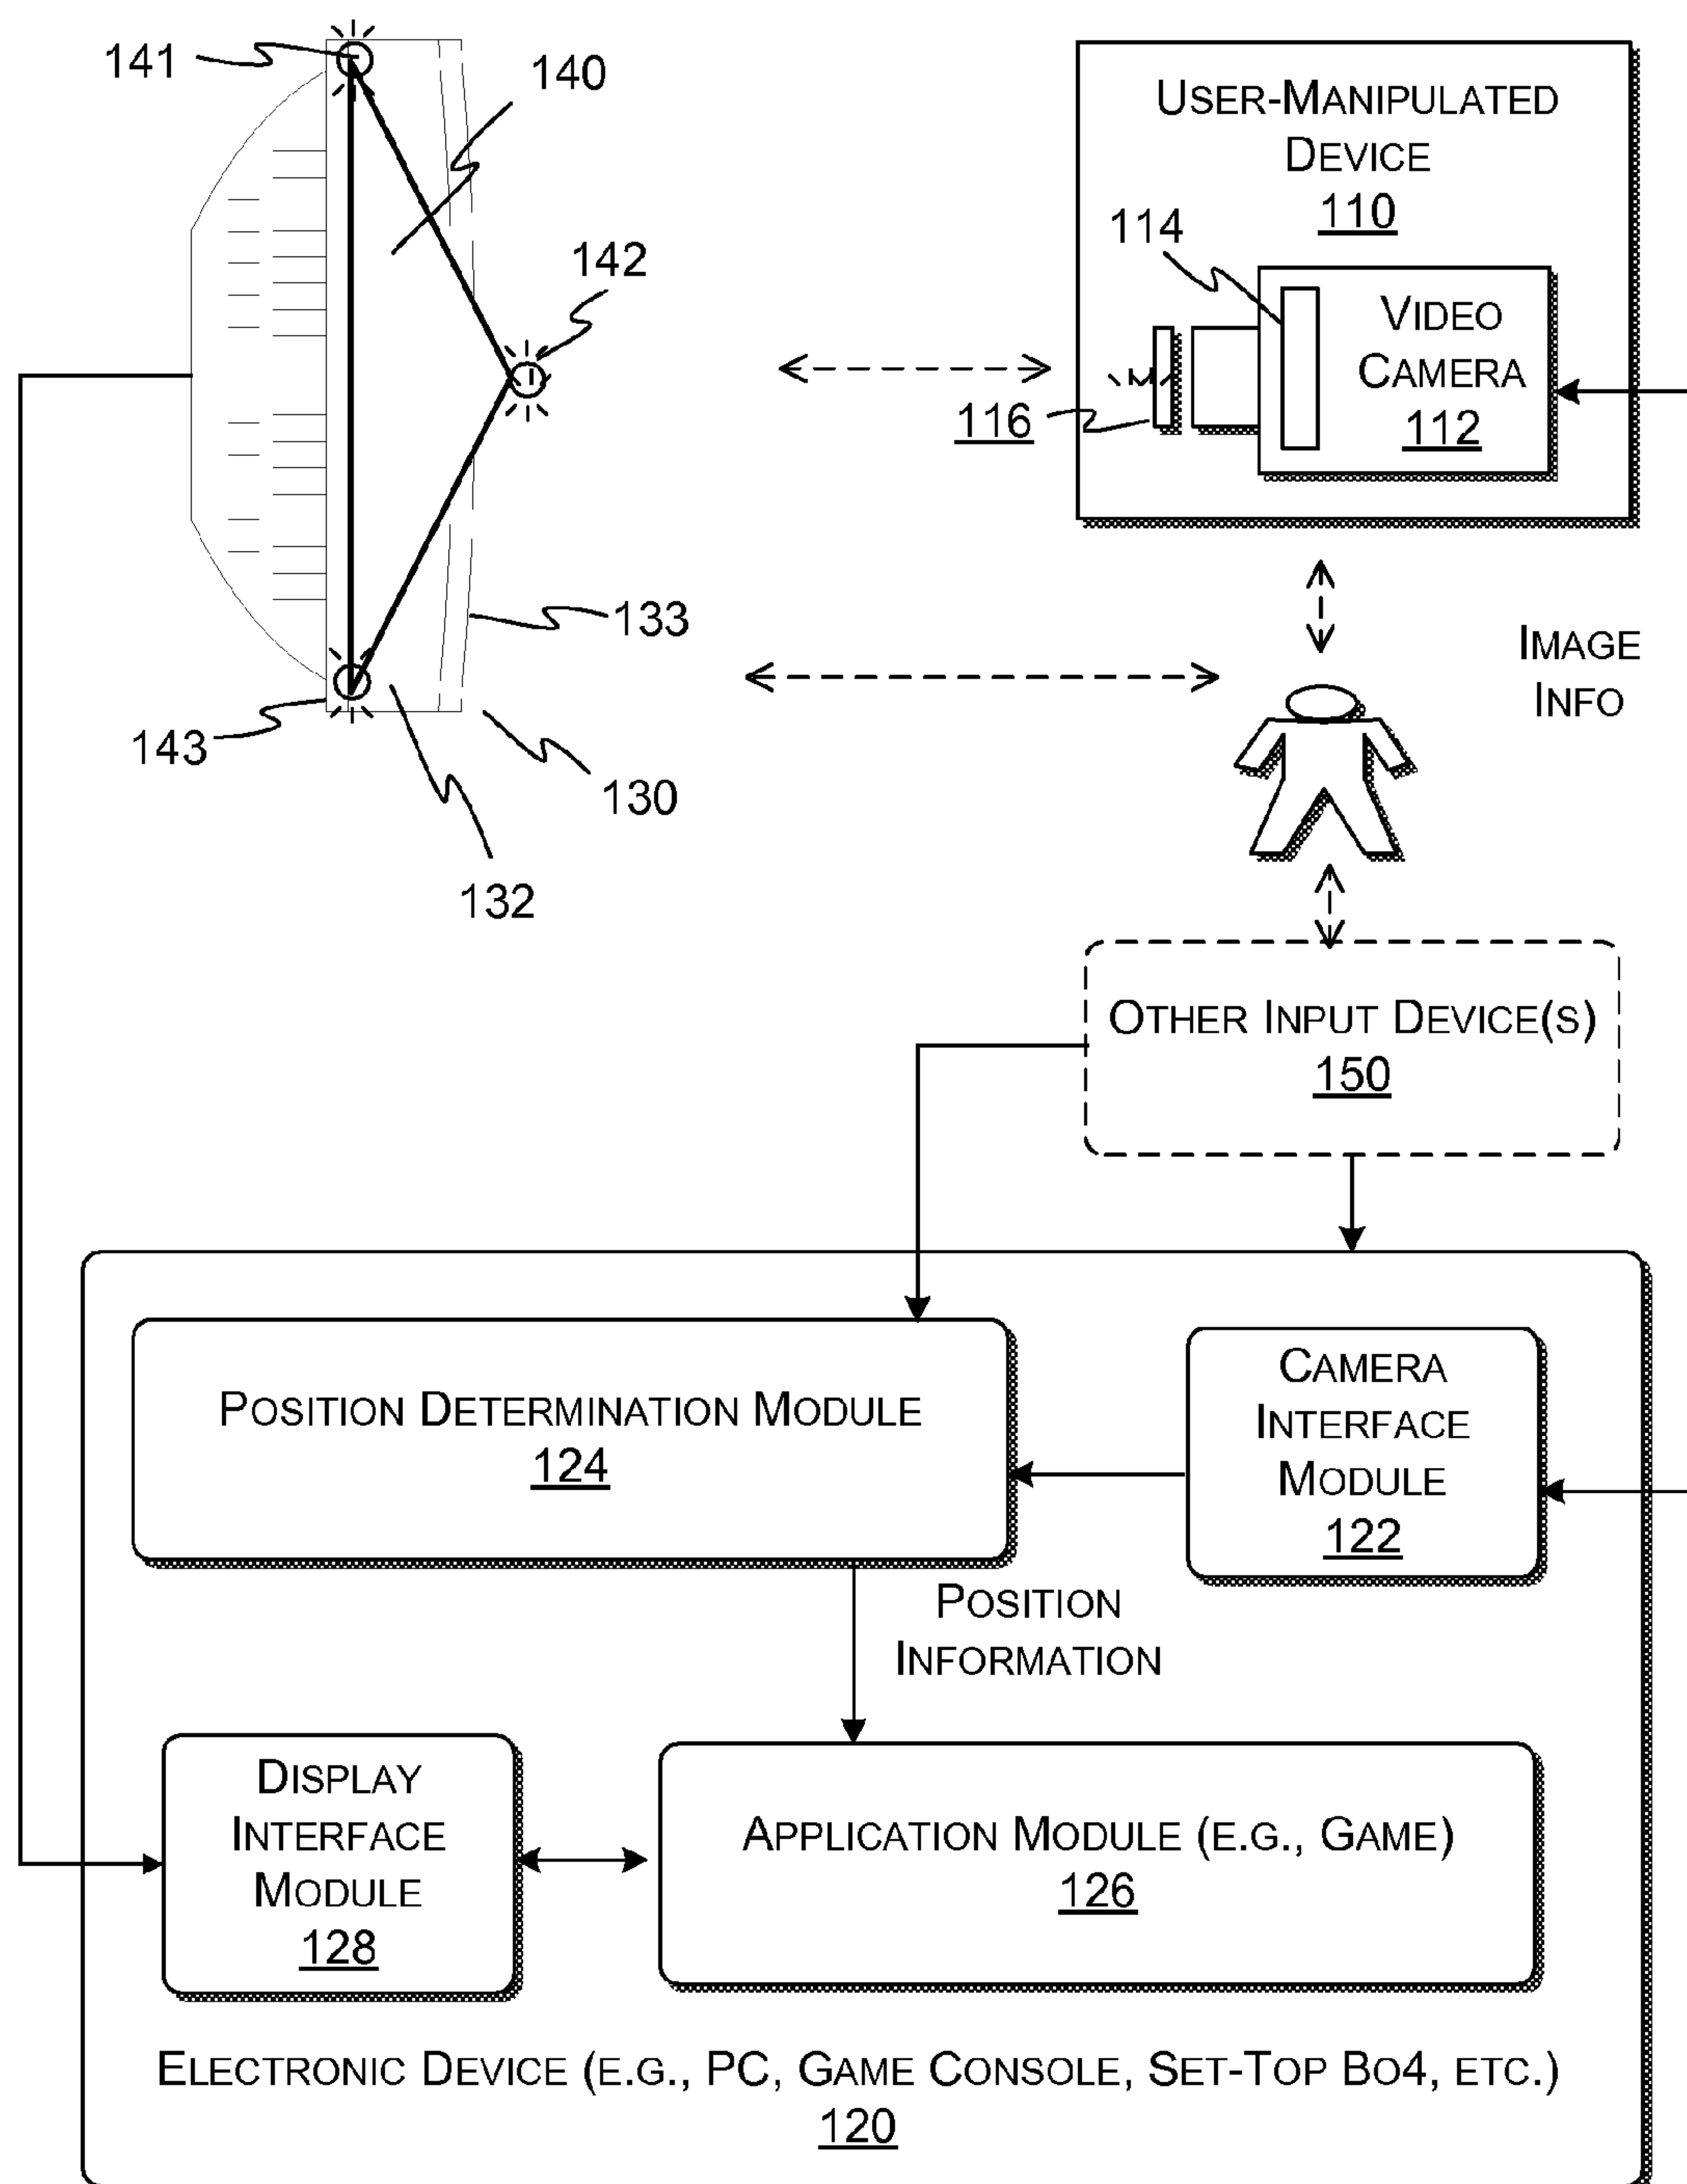 141
140
142
143
133
130
132
USER-MANIPULATED
DEVICE
110
114
VIDEO
CAMERA
112
116
IMAGE
INFO
OTHER INPUT DEVICE(S)
150
POSITION DETERMINATION MODULE
124
CAMERA
INTERFACE
MODULE
122
POSITION
INFORMATION
DISPLAY
INTERFACE
MODULE
128
APPLICATION MODULE (E.G., GAME)
126
ELECTRONIC DEVICE (E.G., PC, GAME CONSOLE, SET-TOP BO4, ETC.)
120